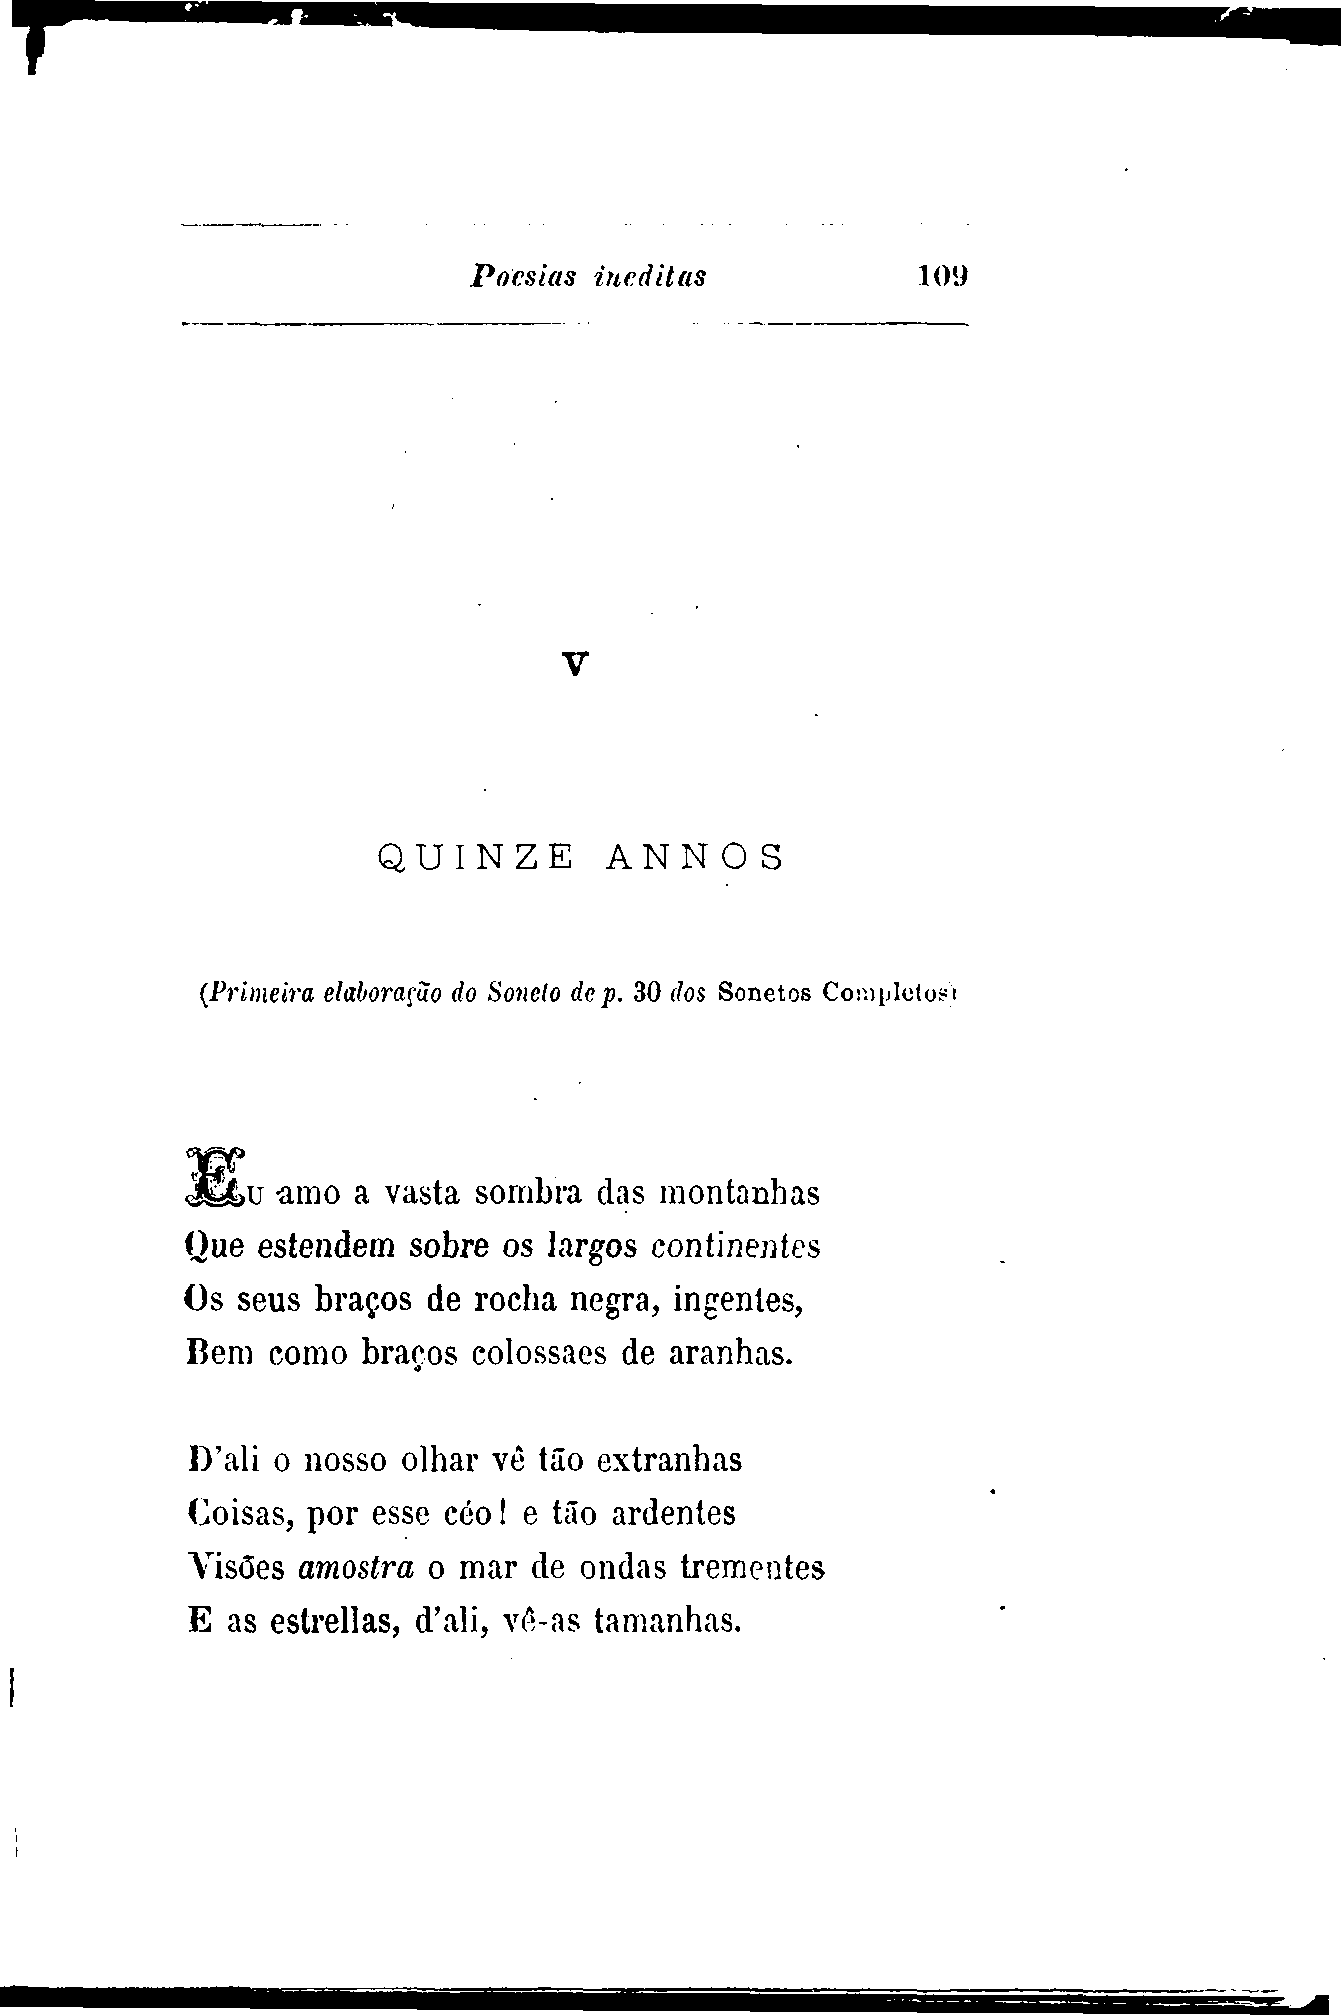 Poesias ineditas 109
V
QUINZE ANNOS
(Primeira elaboração do Soneto de p. 30 dos Sonetos Completos)
Eu amo a vasta sombra das montanhas
Que estendem sobre os largos continentes
Os seus braços de rocha negra, ingentes,
Bem como braços colossaes de aranhas.
D'ali o nosso olhar vê tão extranhas
Coisas, por esse céo! e tão ardentes
Visões amostra o mar de ondas trementes
E as estrellas, d'ali, vê-as tamanhas.